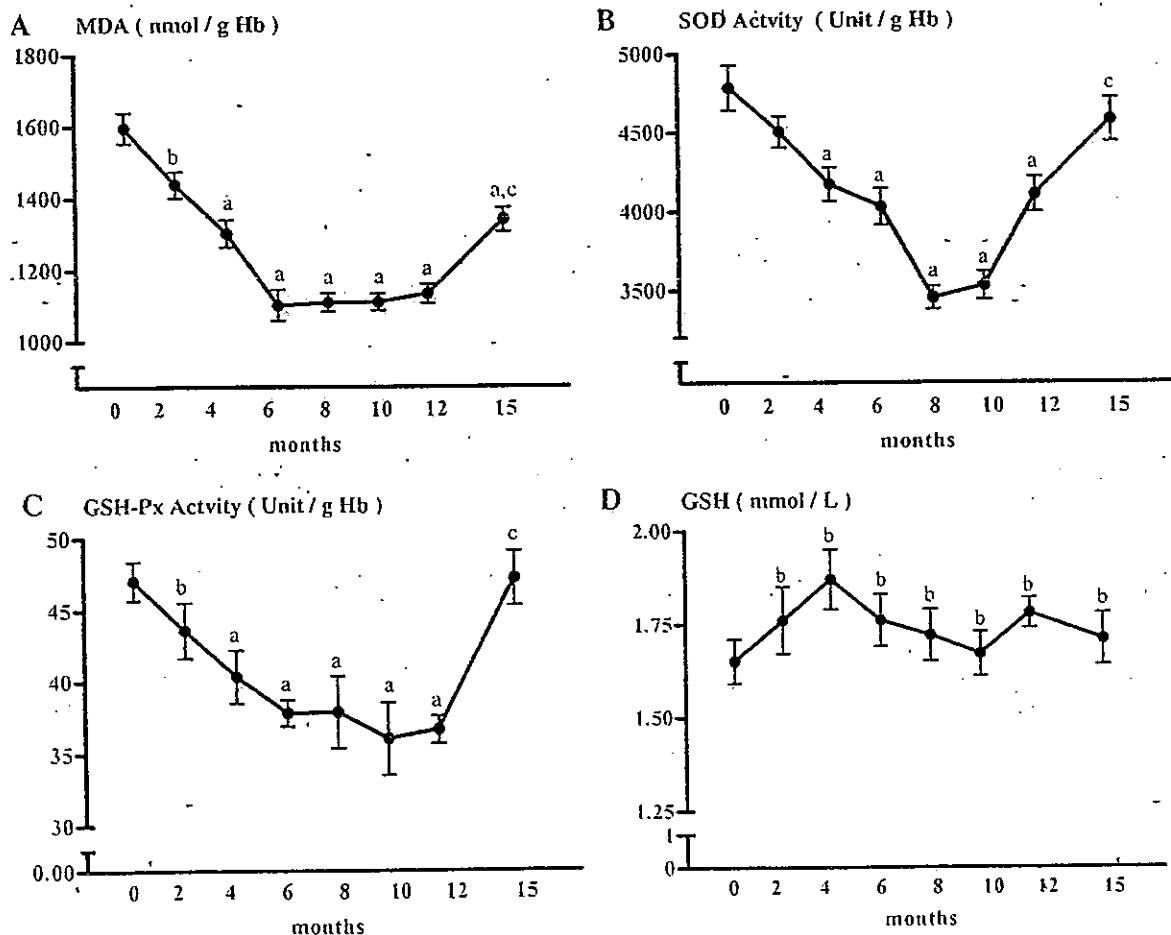 A MDA ( nmol / g Hb )
1800
1600
1400
1200
1000
b
a
a
a
a
a
a,c
0 2 4 6 8 10 12 15
months
B SOD Actvity ( Unit / g Hb )
5000
4500
4000
3500
a
a
a
a
a
c
0 2 4 6 8 10 12 15
months
C GSH-Px Actvity ( Unit / g Hb )
50
45
40
35
30
0.00
b
a
a
a
a
a
c
0 2 4 6 8 10 12 15
months
D GSH ( mmol / L )
2.00
1.75
1.50
1.25
1
0
b
b
b
b
b
b
b
0 2 4 6 8 10 12 15
months